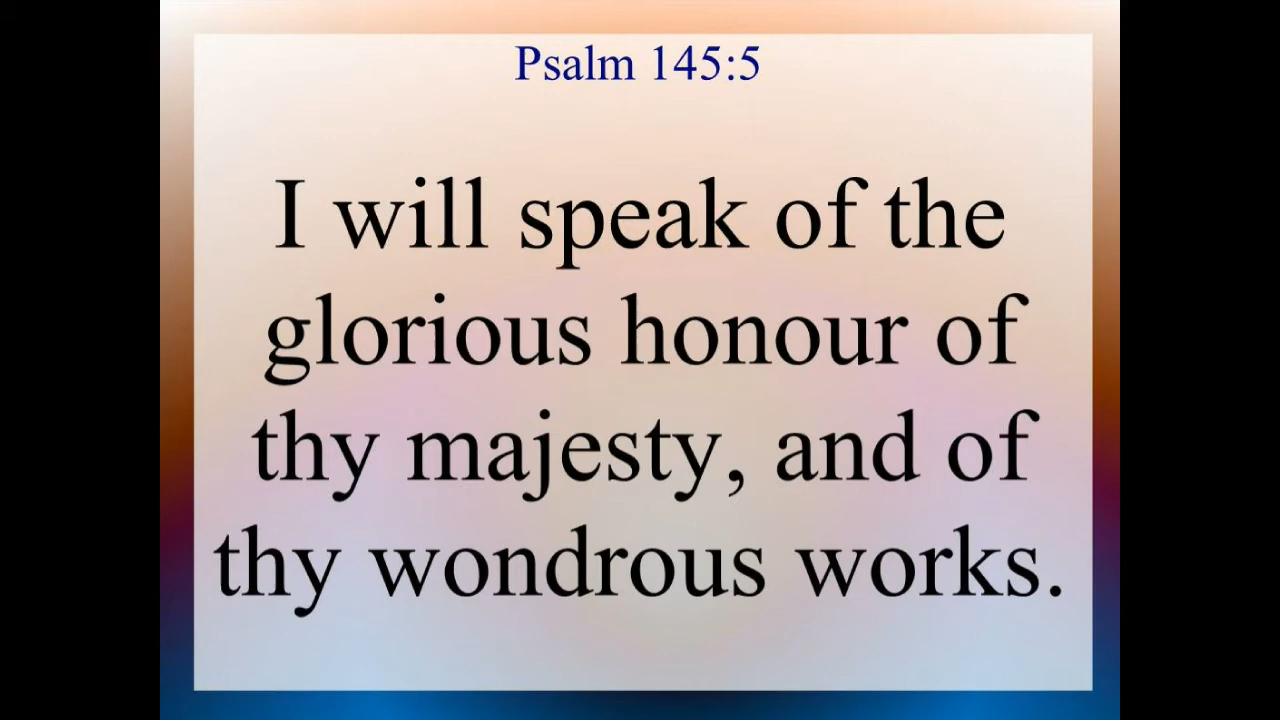 Psalm 145:5
I will speak of the
glorious honour of
thy majesty, and of
thy wondrous works.